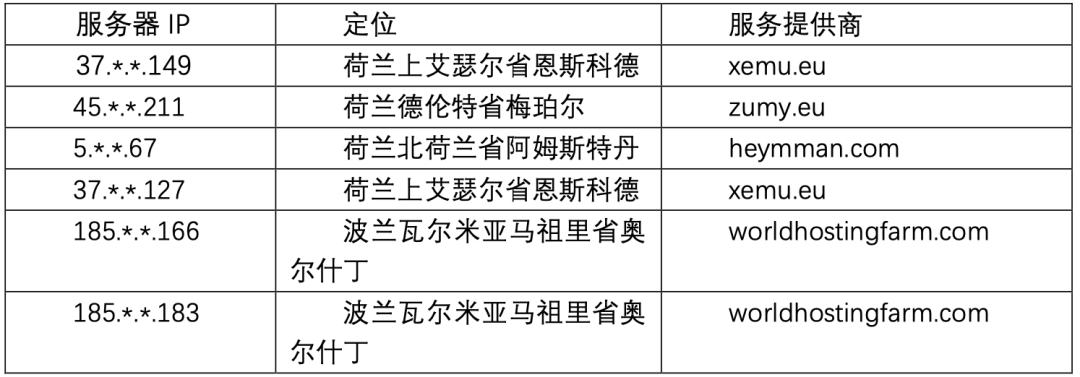 服务器 IP 定位 服务提供商
37.*.*.149 荷兰上艾瑟尔省恩斯科德 xemu.eu
45.*.*.211 荷兰德伦特省梅珀尔 zumy.eu
5.*.*.67 荷兰北荷兰省阿姆斯特丹 heymman.com
37.*.*.127 荷兰上艾瑟尔省恩斯科德 xemu.eu
185.*.*.166 波兰瓦尔米亚马祖里省奥 worldhostingfarm.com
尔什丁
185.*.*.183 波兰瓦尔米亚马祖里省奥 worldhostingfarm.com
尔什丁